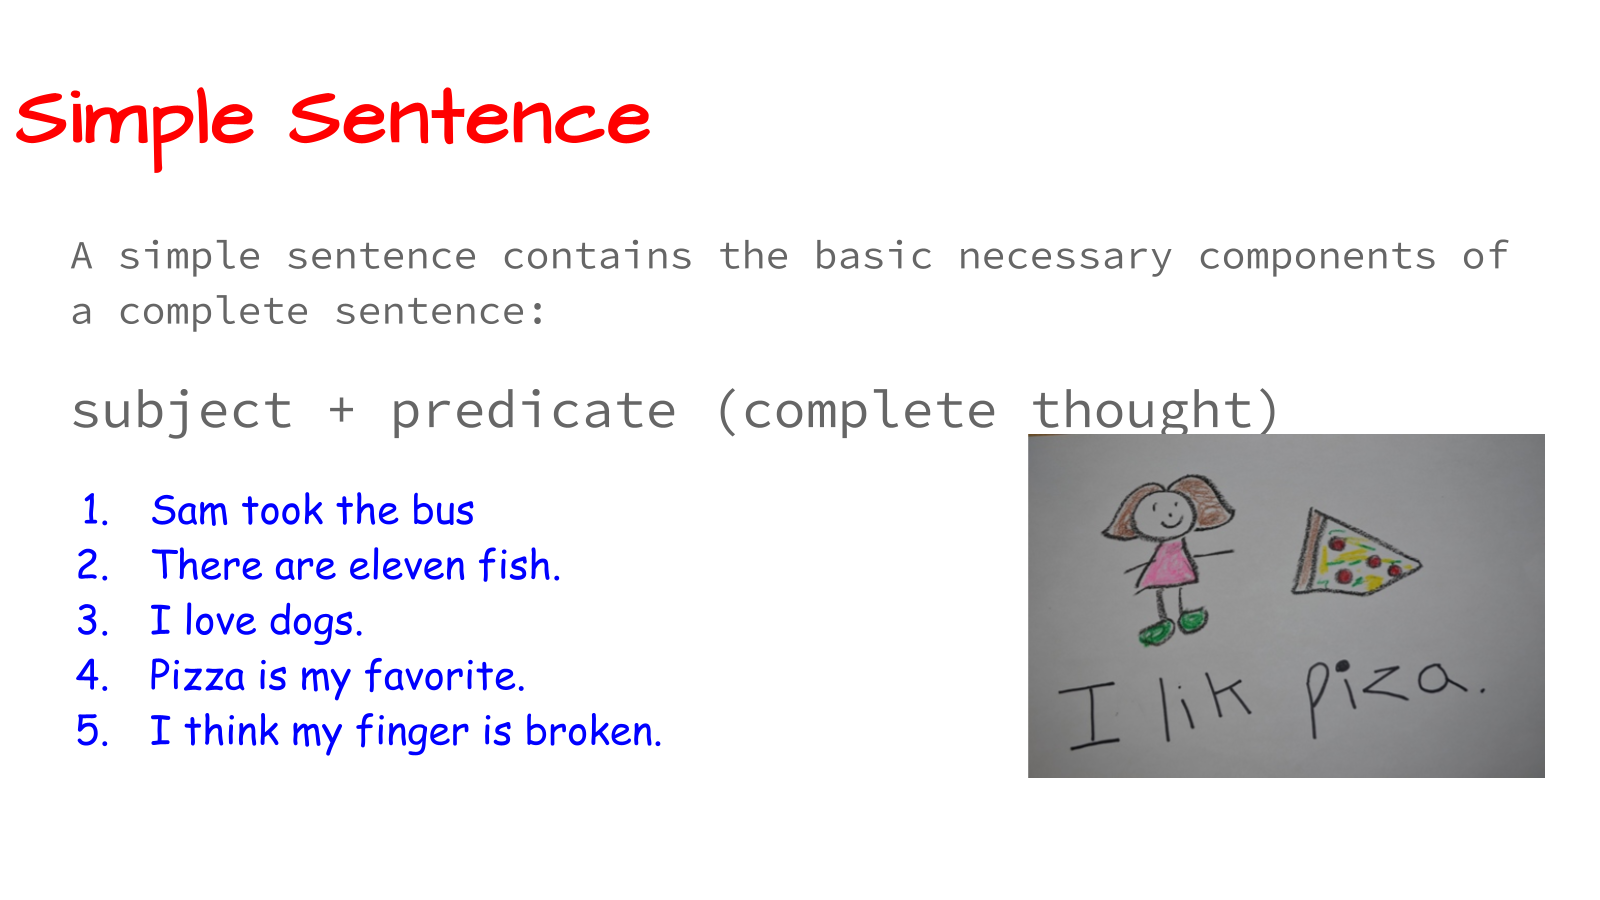 Simple Sentence
A simple sentence contains the basic necessary components of
a complete sentence:
subject + predicate (complete thought)
1. Sam took the bus
2. There are eleven fish.
3. I love dogs.
4. Pizza is my favorite.
5. I think my finger is broken.
I lik piza.